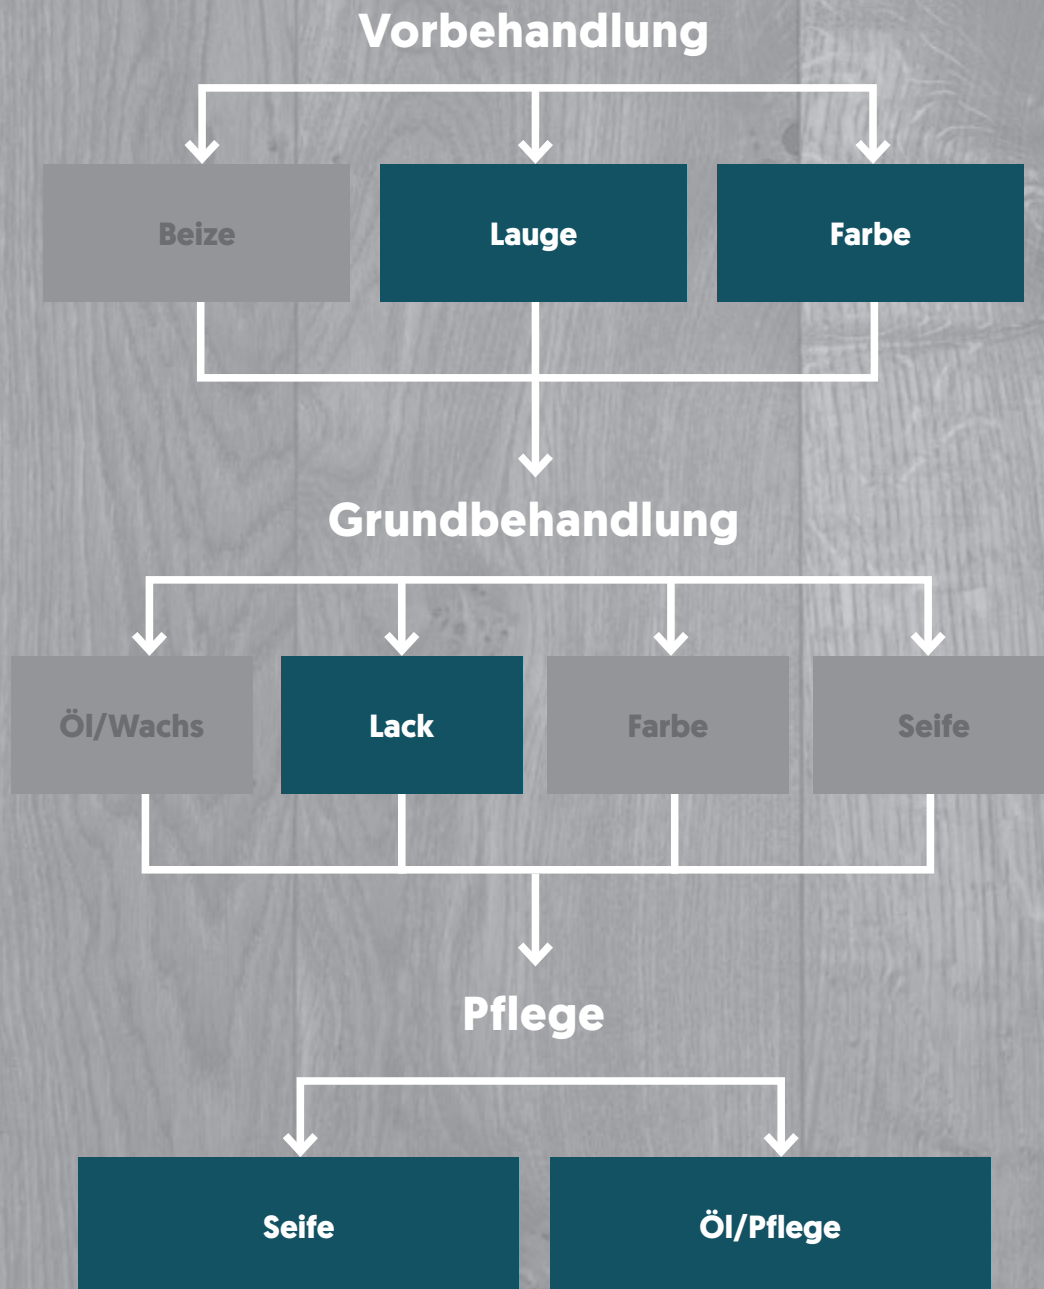 Vorbehandlung
Beize
Lauge
Farbe
Grundbehandlung
Öl/Wachs
Lack
Farbe
Seife
Pflege
Seife
Öl/Pflege